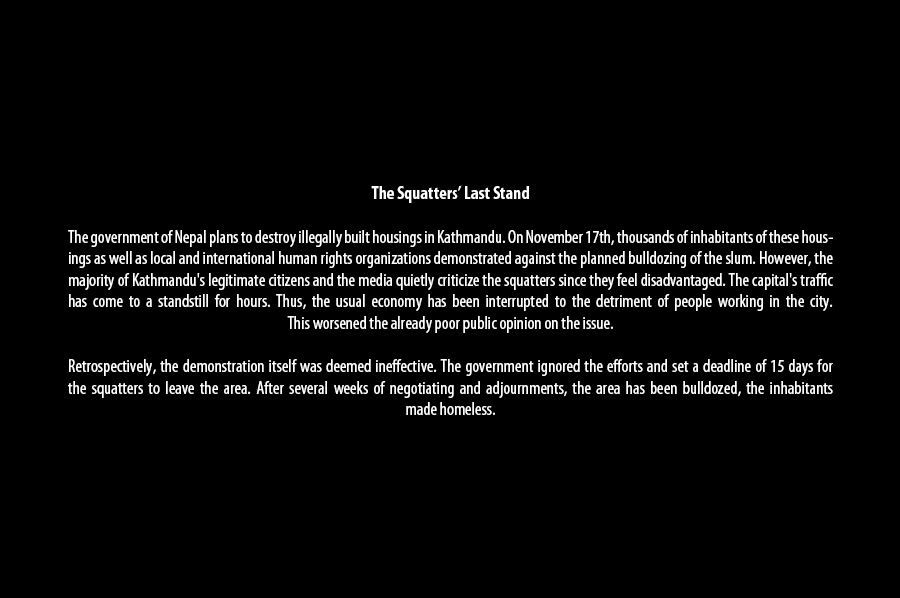 The Squatters’ Last Stand
The government of Nepal plans to destroy illegally built housings in Kathmandu. On November 17th, thousands of inhabitants of these hous-
ings as well as local and international human rights organizations demonstrated against the planned bulldozing of the slum. However, the
majority of Kathmandu's legitimate citizens and the media quietly criticize the squatters since they feel disadvantaged. The capital's traffic
has come to a standstill for hours. Thus, the usual economy has been interrupted to the detriment of people working in the city.
This worsened the already poor public opinion on the issue.
Retrospectively, the demonstration itself was deemed ineffective. The government ignored the efforts and set a deadline of 15 days for
the squatters to leave the area. After several weeks of negotiating and adjournments, the area has been bulldozed, the inhabitants
made homeless.